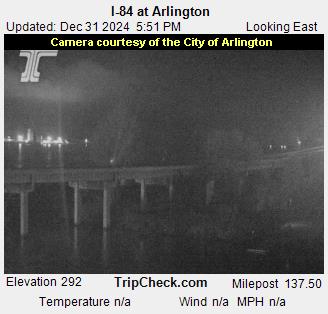 I-84 at Arlington
Updated: Dec 31 2024 5:51 PM Looking East
Camera courtesy of the City of Arlington
Elevation 292 TripCheck.com Milepost 137.50
Temperature n/a Wind n/a MPH n/a